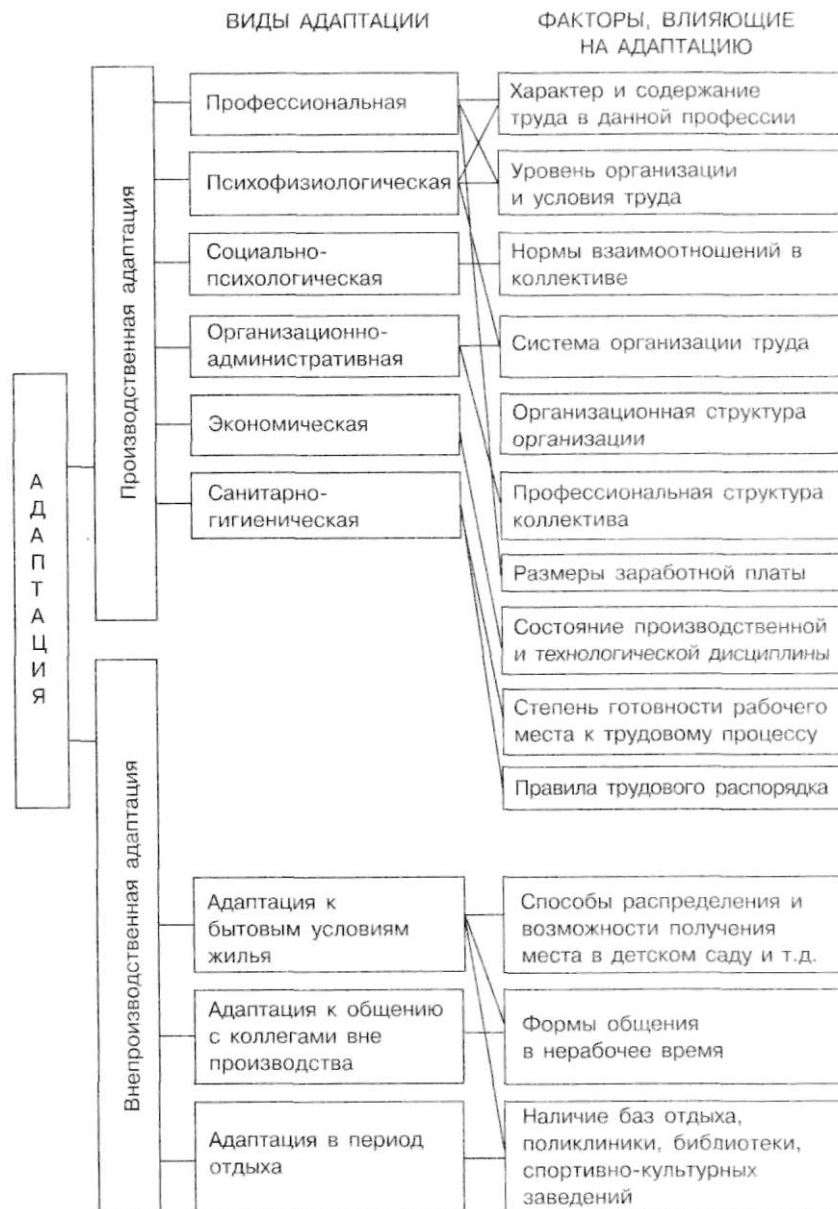 ВИДЫ АДАПТАЦИИ
ФАКТОРЫ, ВЛИЯЮЩИЕ
НА АДАПТАЦИЮ
АДАПТАЦИЯ
Производственная адаптация
Профессиональная
Психофизиологическая
Социально-
психологическая
Организационно-
административная
Экономическая
Санитарно-
гигиеническая
Характер и содержание
труда в данной профессии
Уровень организации
и условия труда
Нормы взаимоотношений в
коллективе
Система организации труда
Организационная структура
организации
Профессиональная структура
коллектива
Размеры заработной платы
Состояние производственной
и технологической дисциплины
Степень готовности рабочего
места к трудовому процессу
Правила трудового распорядка
Внепроизводственная адаптация
Адаптация к
бытовым условиям
жилья
Адаптация к общению
с коллегами вне
производства
Адаптация в период
отдыха
Способы распределения и
возможности получения
места в детском саду и т.д.
Формы общения
в нерабочее время
Наличие баз отдыха,
поликлиники, библиотеки,
спортивно-культурных
заведений